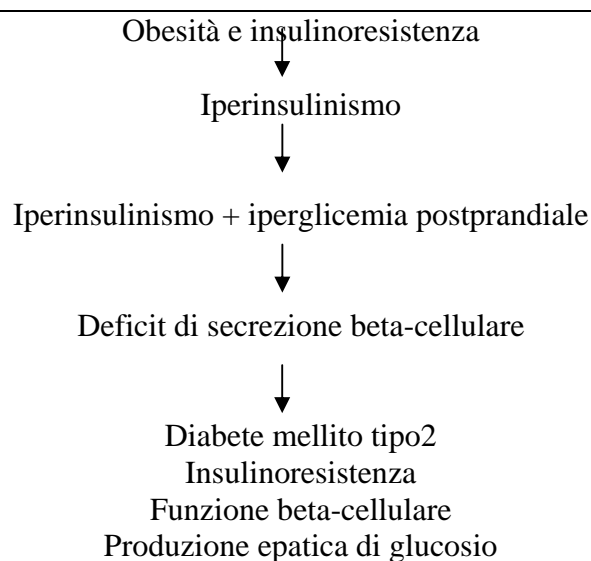 Obesità e insulinoresistenza
Iperinsulinismo
Iperinsulinismo + iperglicemia postprandiale
Deficit di secrezione beta-cellulare
Diabete mellito tipo2
Insulinoresistenza
Funzione beta-cellulare
Produzione epatica di glucosio